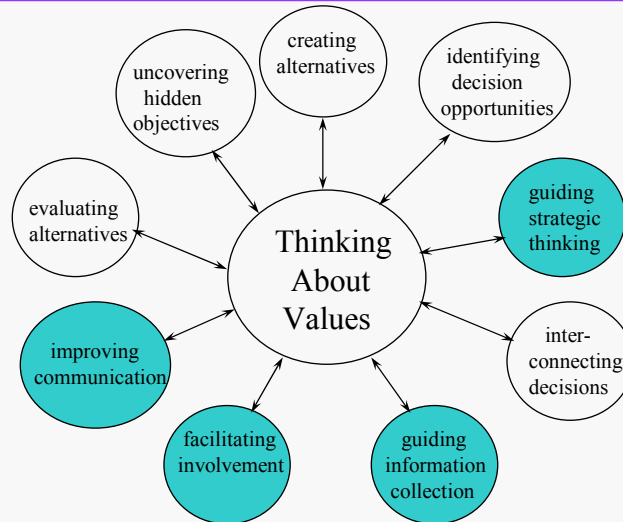 creating
alternatives
identifying
decision
opportunities
uncovering
hidden
objectives
guiding
strategic
thinking
evaluating
alternatives
Thinking
About
Values
inter-
connecting
decisions
improving
communication
facilitating
involvement
guiding
information
collection